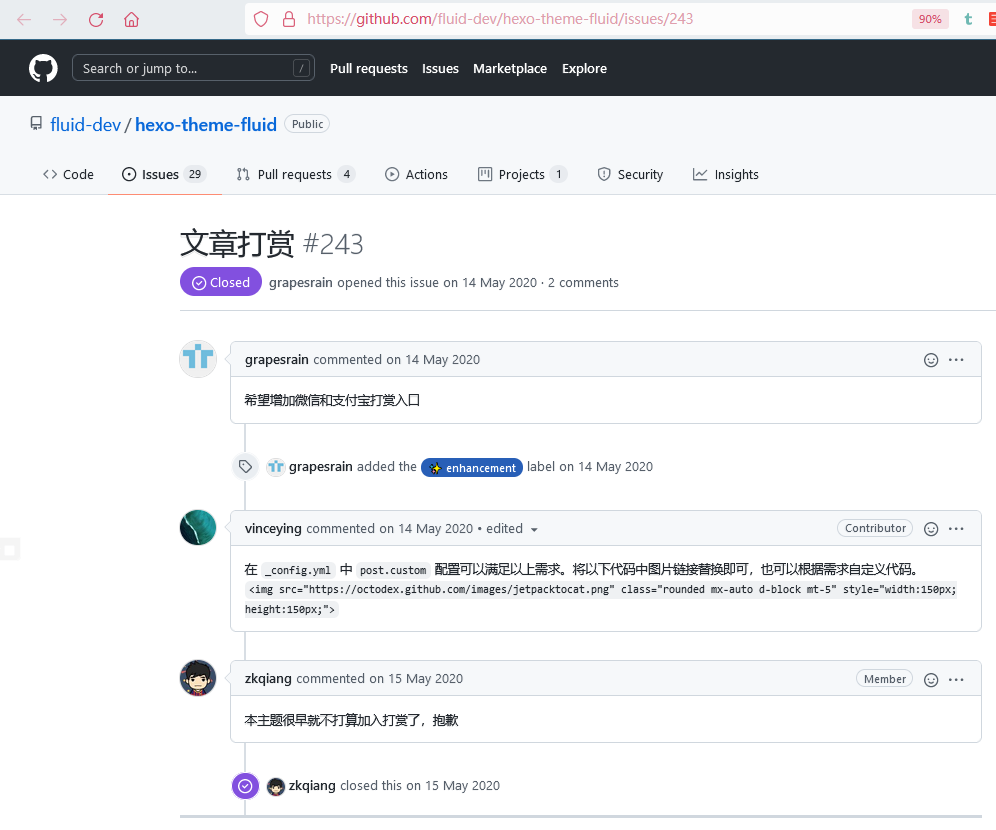 https://github.com/fluid-dev/hexo-theme-fluid/issues/243
90%
t
Search or jump to...
/
Pull requests
Issues
Marketplace
Explore
fluid-dev / hexo-theme-fluid Public
Code
Issues 29
Pull requests 4
Actions
Projects 1
Security
Insights
文章打赏 #243
Closed grapesrain opened this issue on 14 May 2020 · 2 comments
grapesrain commented on 14 May 2020
希望增加微信和支付宝打赏入口
grapesrain added the ✨ enhancement label on 14 May 2020
vinceying commented on 14 May 2020 • edited
Contributor
在 _config.yml 中 post.custom 配置可以满足以上需求。将以下代码中图片链接替换即可，也可以根据需求自定义代码。
<img src="https://octodex.github.com/images/jetpacktocat.png" class="rounded mx-auto d-block mt-5" style="width:150px;
height:150px;">
zkqiang commented on 15 May 2020
Member
本主题很早就不打算加入打赏了，抱歉
zkqiang closed this on 15 May 2020